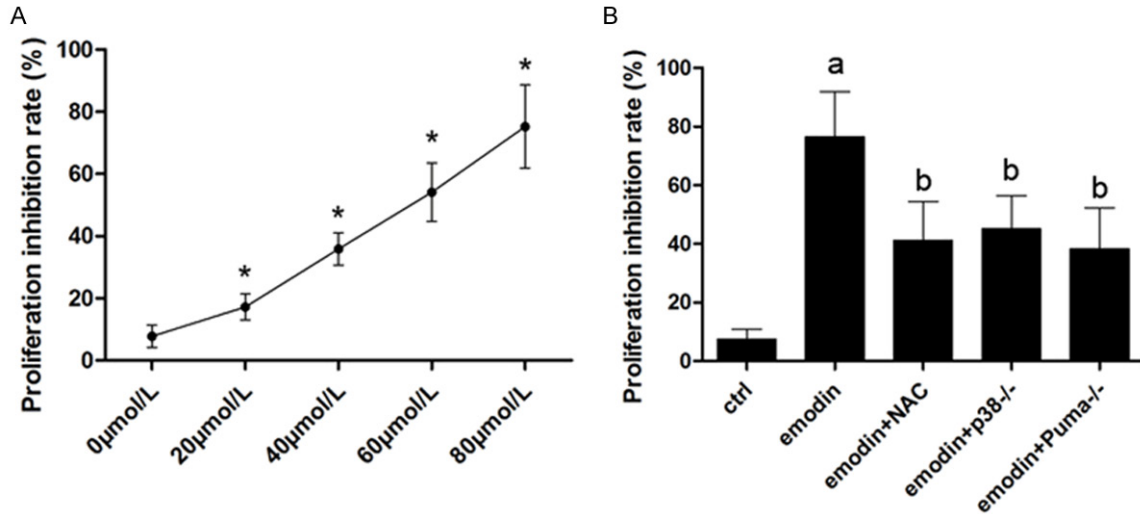 A
Proliferation inhibition rate (%)
100
80
60
40
20
0
*
*
*
*
0µmol/L
20µmol/L
40µmol/L
60µmol/L
80µmol/L
B
Proliferation inhibition rate (%)
100
80
60
40
20
0
a
b
b
b
ctrl
emodin
emodin+NAC
emodin+p38-/-
emodin+Puma-/-